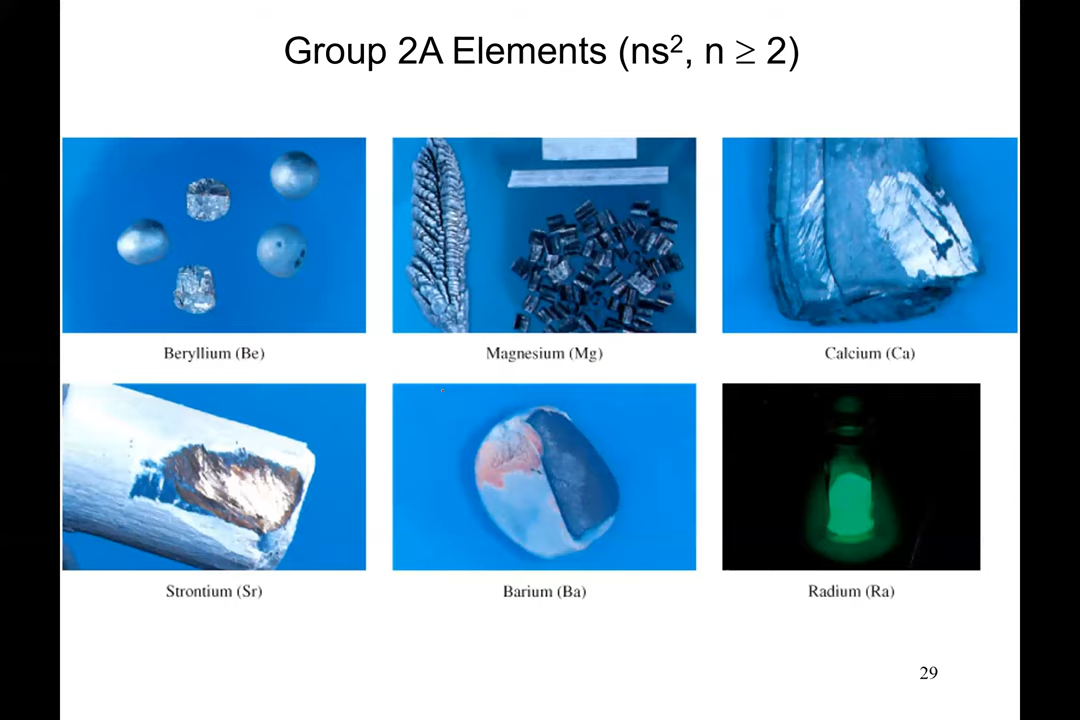 Group 2A Elements (ns², n ≥ 2)
Beryllium (Be)
Magnesium (Mg)
Calcium (Ca)
Strontium (Sr)
Barium (Ba)
Radium (Ra)
29